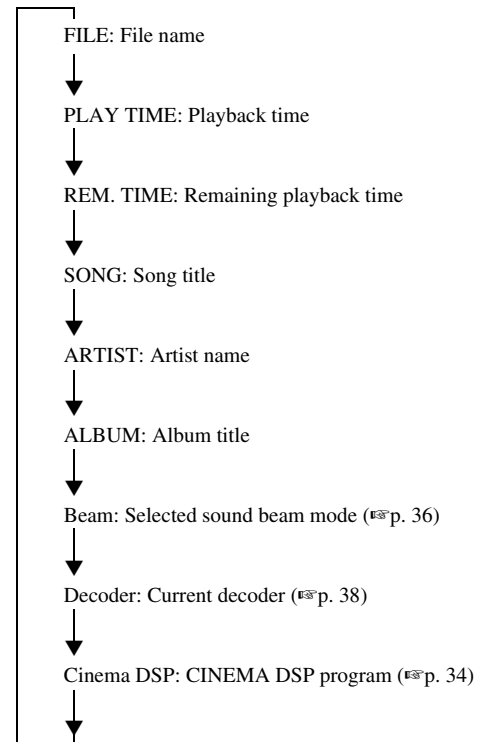 FILE: File name
PLAY TIME: Playback time
REM. TIME: Remaining playback time
SONG: Song title
ARTIST: Artist name
ALBUM: Album title
Beam: Selected sound beam mode (☞p. 36)
Decoder: Current decoder (☞p. 38)
Cinema DSP: CINEMA DSP program (☞p. 34)